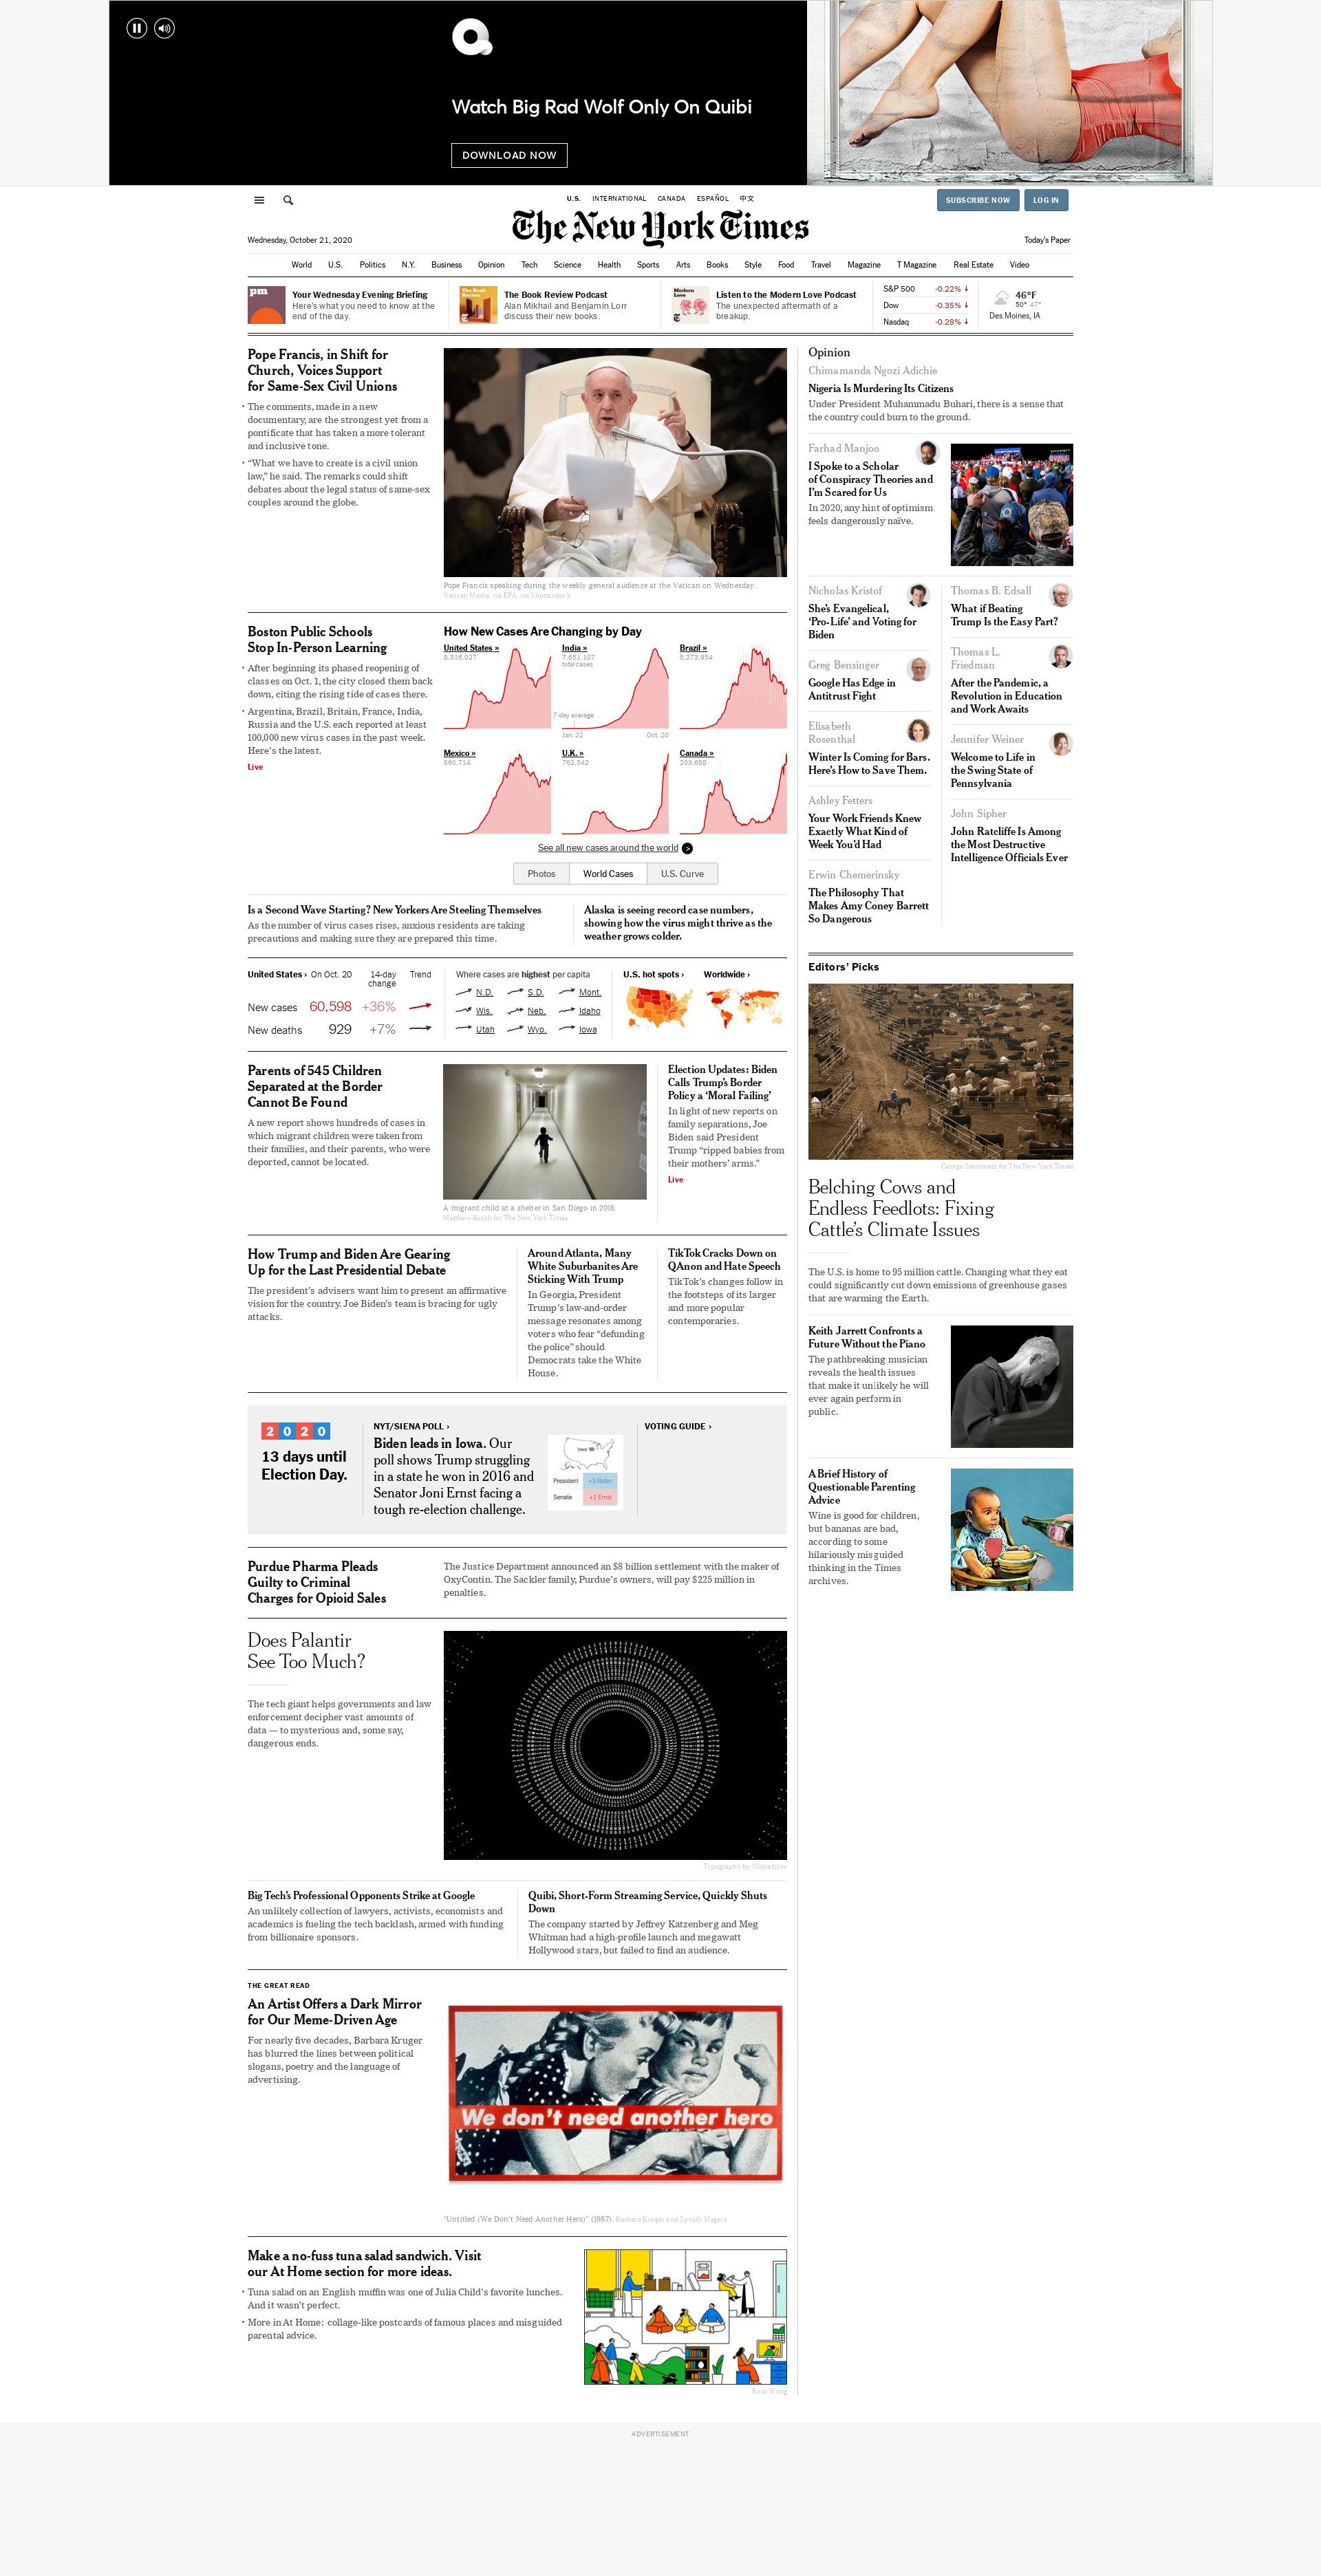 Watch Big Rad Wolf Only On Quibi
DOWNLOAD NOW
U.S. INTERNATIONAL CANADA ESPAÑOL 中文
SUBSCRIBE NOW LOG IN
The New York Times
Wednesday, October 21, 2020
Today's Paper
World U.S. Politics N.Y. Business Opinion Tech Science Health Sports Arts Books Style Food Travel Magazine T Magazine Real Estate Video
pm
Your Wednesday Evening Briefing
Here's what you need to know at the
end of the day.
The Book Review
The Book Review Podcast
Alan Mikhail and Benjamin Lorr
discuss their new books.
Modern Love
Listen to the Modern Love Podcast
The unexpected aftermath of a
breakup.
S&P 500 -0.22%
Dow -0.35%
Nasdaq -0.28%
46°F
50° 47°
Des Moines, IA
Pope Francis, in Shift for
Church, Voices Support
for Same-Sex Civil Unions
• The comments, made in a new
documentary, are the strongest yet from a
pontificate that has taken a more tolerant
and inclusive tone.
• “What we have to create is a civil union
law,” he said. The remarks could shift
debates about the legal status of same-sex
couples around the globe.
Pope Francis speaking during the weekly general audience at the Vatican on Wednesday.
Vatican Media, via EPA, via Shutterstock
Boston Public Schools
Stop In-Person Learning
• After beginning its phased reopening of
classes on Oct. 1, the city closed them back
down, citing the rising tide of cases there.
• Argentina, Brazil, Britain, France, India,
Russia and the U.S. each reported at least
100,000 new virus cases in the past week.
Here's the latest.
Live
How New Cases Are Changing by Day
United States » India » Brazil »
8,316,027 7,651,107 5,273,954
total cases
7-day average
Jan. 22 Oct. 20
Mexico » U.K. » Canada »
860,714 762,542 203,688
See all new cases around the world >
Photos World Cases U.S. Curve
Is a Second Wave Starting? New Yorkers Are Steeling Themselves
As the number of virus cases rises, anxious residents are taking
precautions and making sure they are prepared this time.
Alaska is seeing record case numbers,
showing how the virus might thrive as the
weather grows colder.
United States › On Oct. 20 14-day Trend
change
New cases 60,598 +36%
New deaths 929 +7%
Where cases are highest per capita
N.D. S.D. Mont.
Wis. Neb. Idaho
Utah Wyo. Iowa
U.S. hot spots › Worldwide ›
Parents of 545 Children
Separated at the Border
Cannot Be Found
A new report shows hundreds of cases in
which migrant children were taken from
their families, and their parents, who were
deported, cannot be located.
A migrant child at a shelter in San Diego in 2018.
Matthew Busch for The New York Times
Election Updates: Biden
Calls Trump's Border
Policy a ‘Moral Failing’
In light of new reports on
family separations, Joe
Biden said President
Trump “ripped babies from
their mothers' arms.”
Live
How Trump and Biden Are Gearing
Up for the Last Presidential Debate
The president's advisers want him to present an affirmative
vision for the country. Joe Biden's team is bracing for ugly
attacks.
Around Atlanta, Many
White Suburbanites Are
Sticking With Trump
In Georgia, President
Trump's law-and-order
message resonates among
voters who fear “defunding
the police” should
Democrats take the White
House.
TikTok Cracks Down on
QAnon and Hate Speech
TikTok's changes follow in
the footsteps of its larger
and more popular
contemporaries.
2020
13 days until
Election Day.
NYT/SIENA POLL ›
Biden leads in Iowa. Our
poll shows Trump struggling
in a state he won in 2016 and
Senator Joni Ernst facing a
tough re-election challenge.
Iowa
President +3 Biden
Senate +1 Ernst
VOTING GUIDE ›
Purdue Pharma Pleads
Guilty to Criminal
Charges for Opioid Sales
The Justice Department announced an $8 billion settlement with the maker of
OxyContin. The Sackler family, Purdue's owners, will pay $225 million in
penalties.
Does Palantir
See Too Much?
The tech giant helps governments and law
enforcement decipher vast amounts of
data — to mysterious and, some say,
dangerous ends.
Typography by Nikita Iziev
Big Tech's Professional Opponents Strike at Google
An unlikely collection of lawyers, activists, economists and
academics is fueling the tech backlash, armed with funding
from billionaire sponsors.
Quibi, Short-Form Streaming Service, Quickly Shuts
Down
The company started by Jeffrey Katzenberg and Meg
Whitman had a high-profile launch and megawatt
Hollywood stars, but failed to find an audience.
THE GREAT READ
An Artist Offers a Dark Mirror
for Our Meme-Driven Age
For nearly five decades, Barbara Kruger
has blurred the lines between political
slogans, poetry and the language of
advertising.
We don't need another hero
“Untitled (We Don't Need Another Hero)” (1987). Barbara Kruger and Sprüth Magers
Make a no-fuss tuna salad sandwich. Visit
our At Home section for more ideas.
• Tuna salad on an English muffin was one of Julia Child's favorite lunches.
And it wasn't perfect.
• More in At Home: collage-like postcards of famous places and misguided
parental advice.
Rose Wong
Opinion
Chimamanda Ngozi Adichie
Nigeria Is Murdering Its Citizens
Under President Muhammadu Buhari, there is a sense that
the country could burn to the ground.
Farhad Manjoo
I Spoke to a Scholar
of Conspiracy Theories and
I'm Scared for Us
In 2020, any hint of optimism
feels dangerously naïve.
Nicholas Kristof
She's Evangelical,
‘Pro-Life’ and Voting for
Biden
Greg Bensinger
Google Has Edge in
Antitrust Fight
Elisabeth
Rosenthal
Winter Is Coming for Bars.
Here's How to Save Them.
Ashley Fetters
Your Work Friends Knew
Exactly What Kind of
Week You'd Had
Erwin Chemerinsky
The Philosophy That
Makes Amy Coney Barrett
So Dangerous
Thomas B. Edsall
What if Beating
Trump Is the Easy Part?
Thomas L.
Friedman
After the Pandemic, a
Revolution in Education
and Work Awaits
Jennifer Weiner
Welcome to Life in
the Swing State of
Pennsylvania
John Sipher
John Ratcliffe Is Among
the Most Destructive
Intelligence Officials Ever
Editors' Picks
George Steinmetz for The New York Times
Belching Cows and
Endless Feedlots: Fixing
Cattle's Climate Issues
The U.S. is home to 95 million cattle. Changing what they eat
could significantly cut down emissions of greenhouse gases
that are warming the Earth.
Keith Jarrett Confronts a
Future Without the Piano
The pathbreaking musician
reveals the health issues
that make it unlikely he will
ever again perform in
public.
A Brief History of
Questionable Parenting
Advice
Wine is good for children,
but bananas are bad,
according to some
hilariously misguided
thinking in the Times
archives.
ADVERTISEMENT